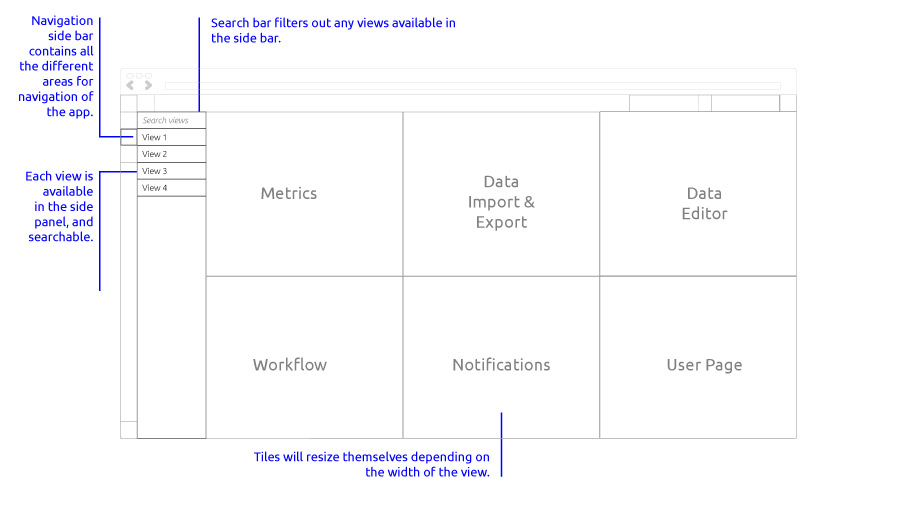 Navigation
side bar
contains all
the different
areas for
navigation of
the app.
Search bar filters out any views available in
the side bar.
Search views
View 1
View 2
View 3
View 4
Each view is
available
in the side
panel, and
searchable.
Metrics
Data
Import &
Export
Data
Editor
Workflow
Notifications
User Page
Tiles will resize themselves depending on
the width of the view.